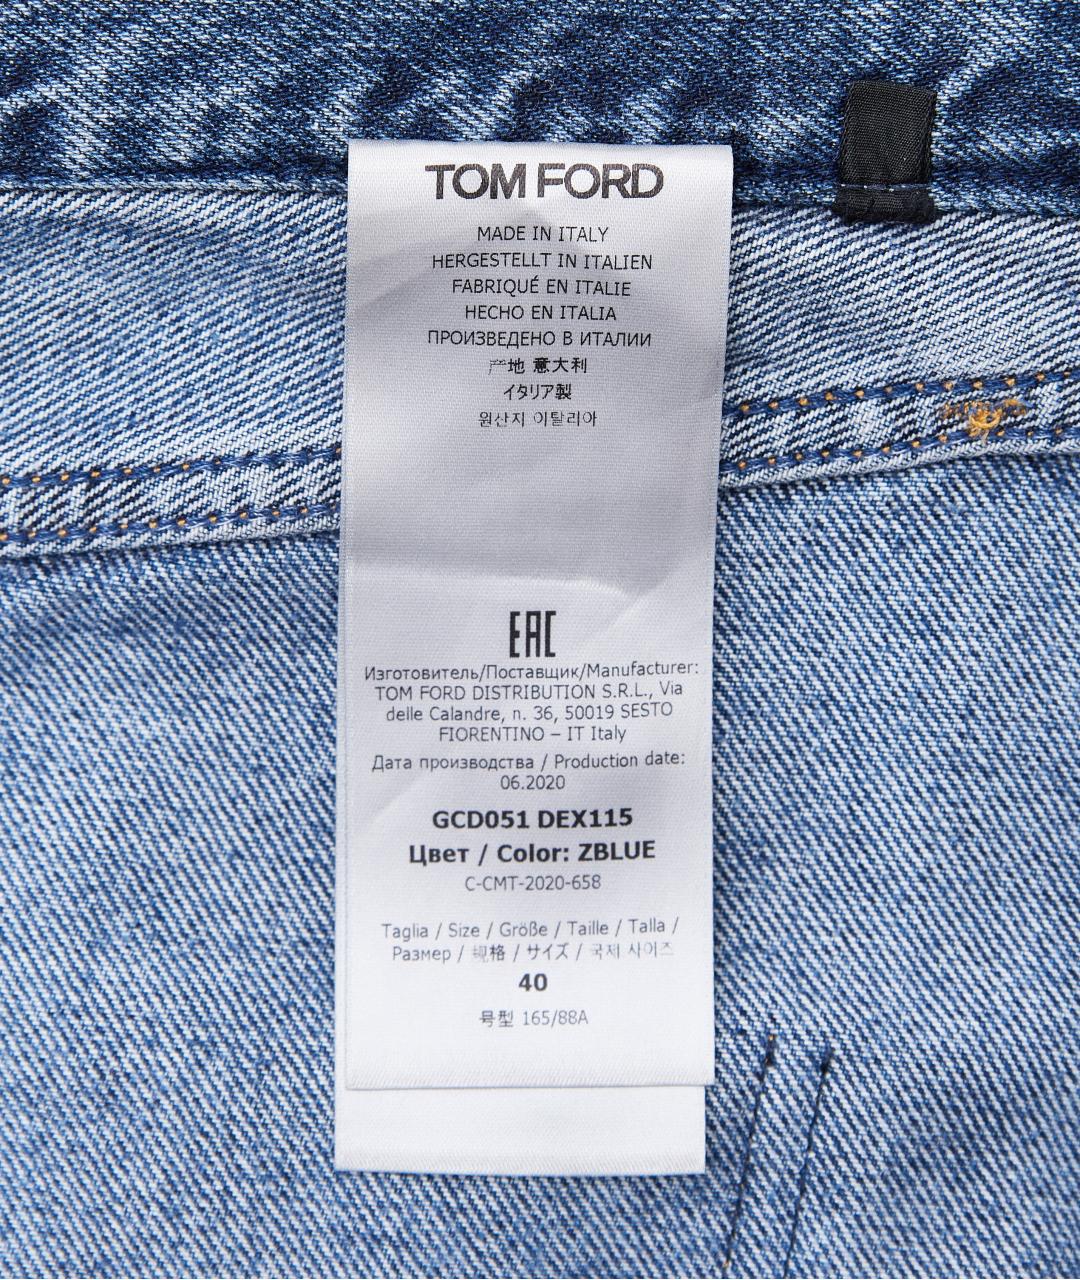 TOM FORD
MADE IN ITALY
HERGESTELLT IN ITALIEN
FABRIQUÉ EN ITALIE
HECHO EN ITALIA
ПРОИЗВЕДЕНО В ИТАЛИИ
产地 意大利
イタリア製
원산지 이탈리아
EAC
Изготовитель/Поставщик/Manufacturer:
TOM FORD DISTRIBUTION S.R.L., Via
delle Calandre, n. 36, 50019 SESTO
FIORENTINO – IT Italy
Дата производства / Production date:
06.2020
GCD051 DEX115
Цвет / Color: ZBLUE
C-CMT-2020-658
Taglia / Size / Größe / Taille / Talla /
Размер / 规格 / サイズ / 국제 사이즈
40
号型 165/88A